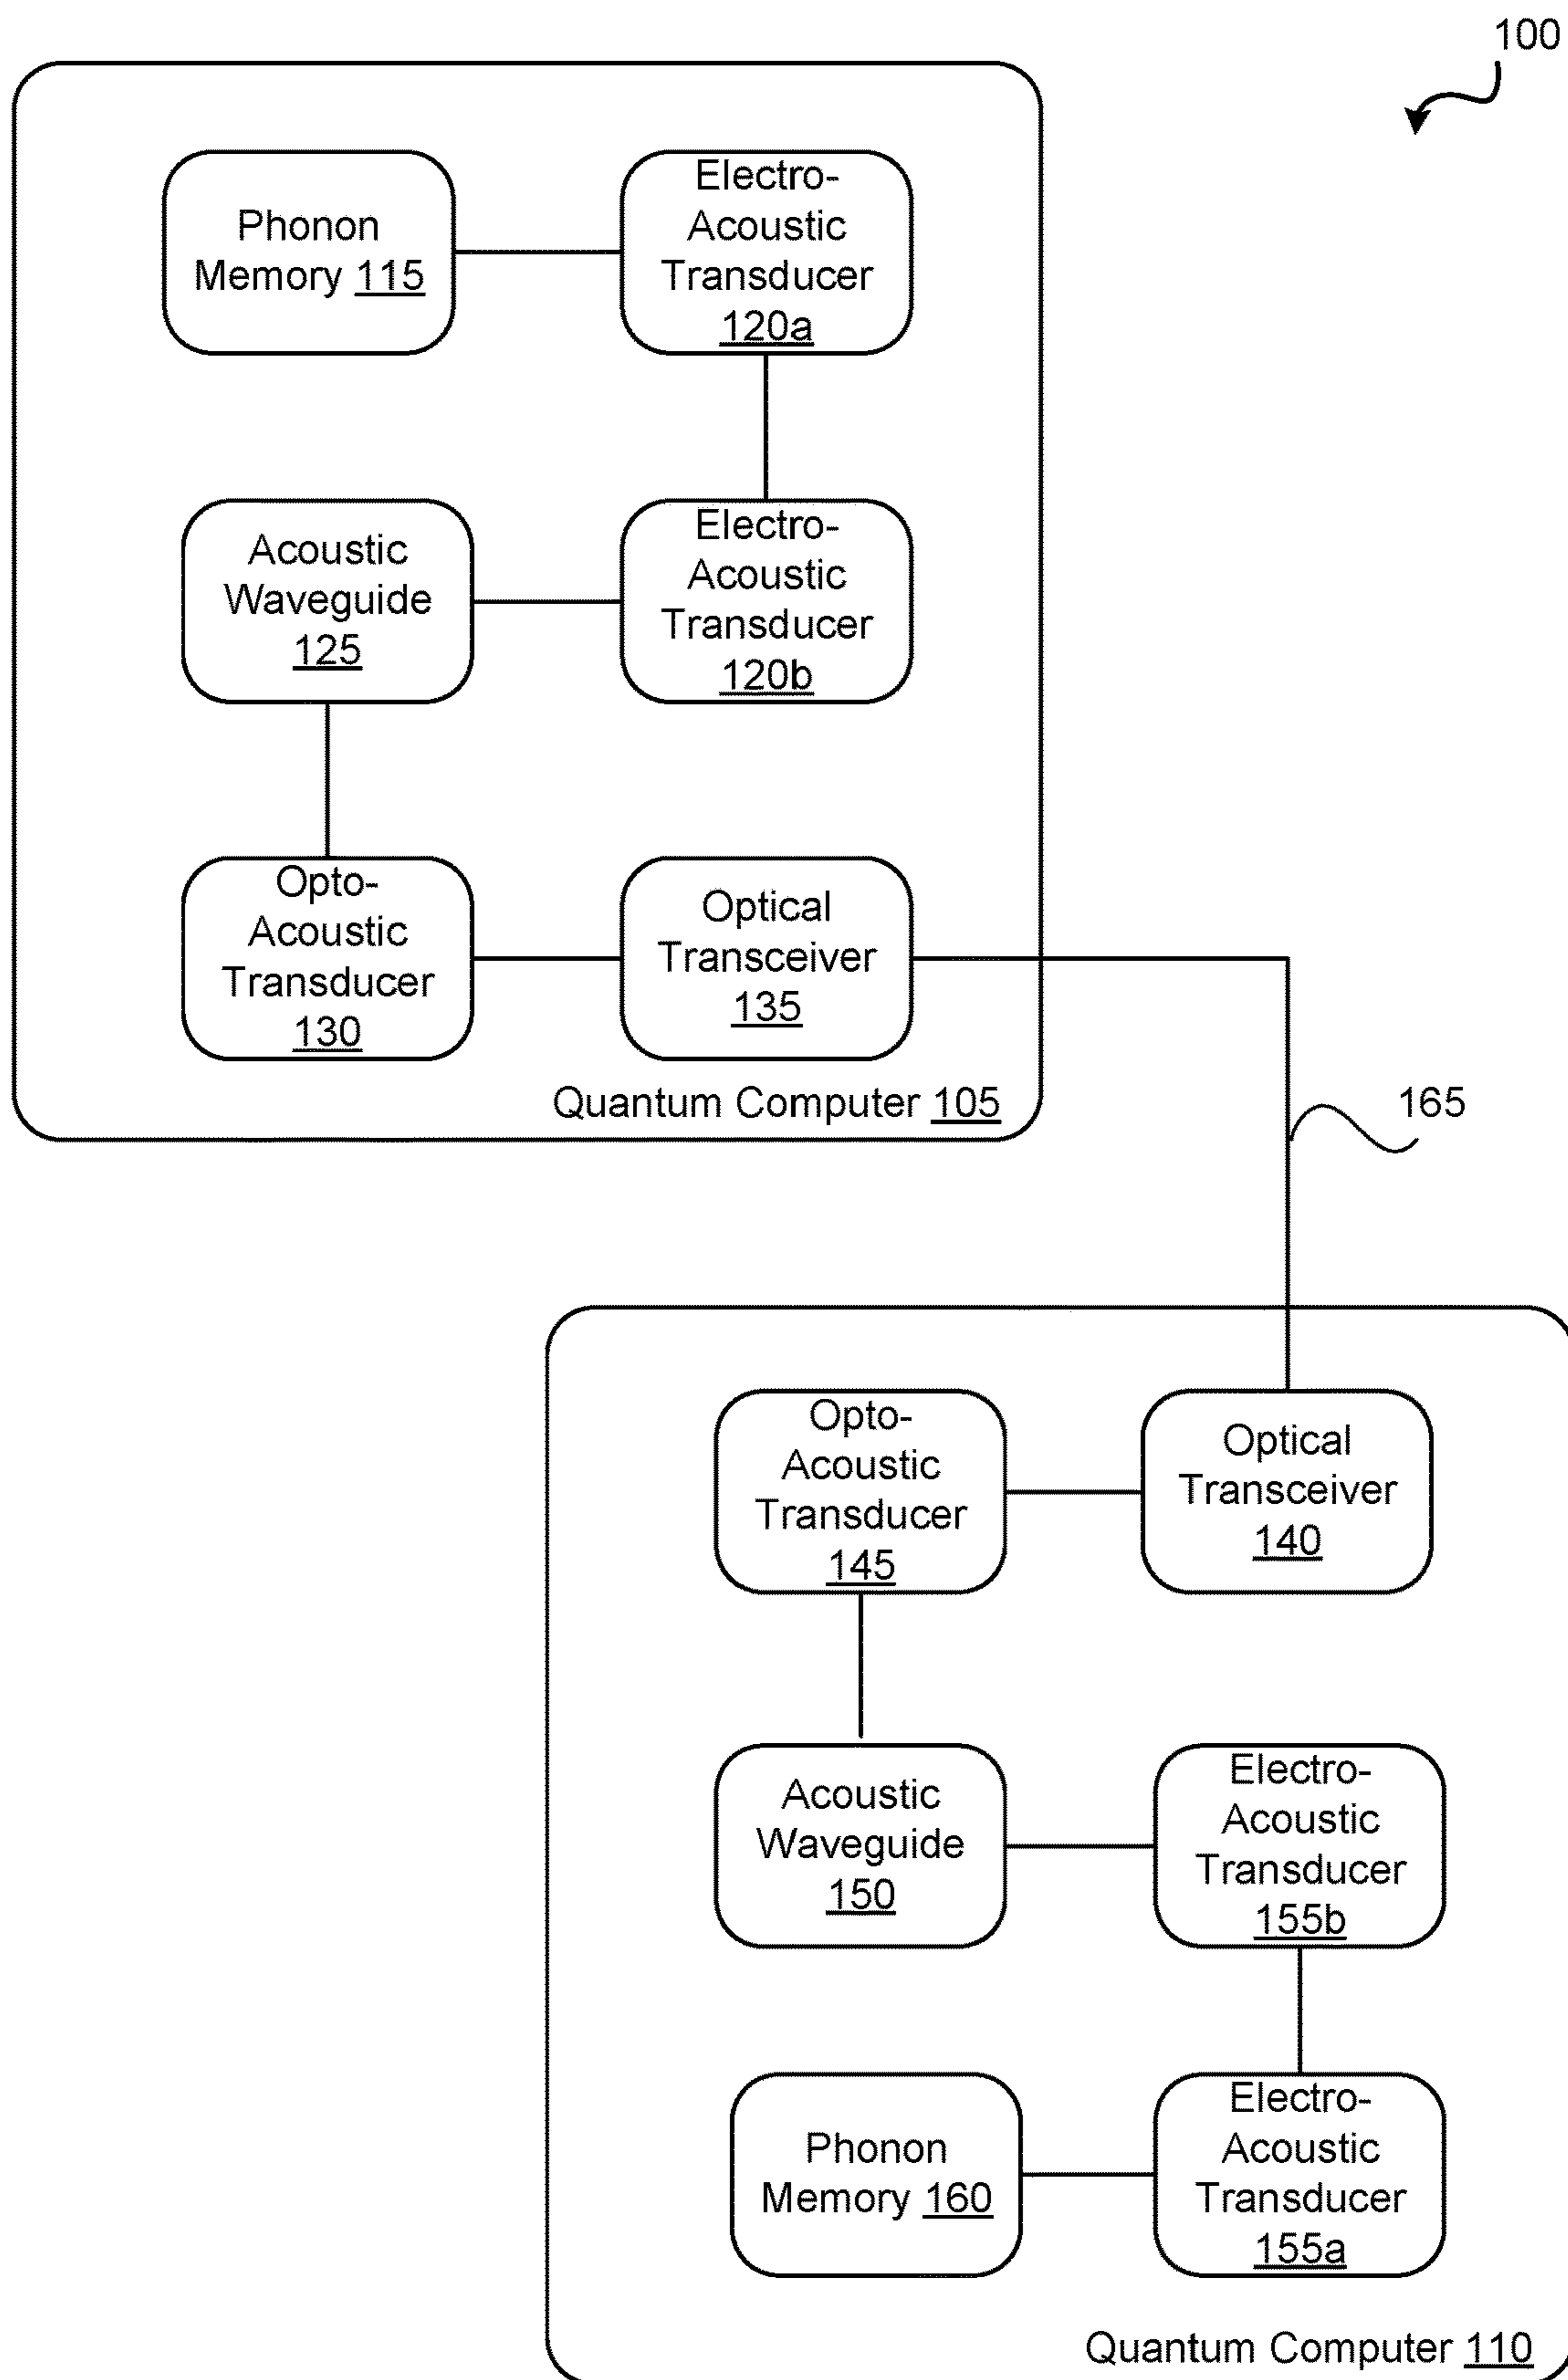 100
Phonon
Memory 115
Electro-
Acoustic
Transducer
120a
Acoustic
Waveguide
125
Electro-
Acoustic
Transducer
120b
Opto-
Acoustic
Transducer
130
Optical
Transceiver
135
Quantum Computer 105
165
Opto-
Acoustic
Transducer
145
Optical
Transceiver
140
Acoustic
Waveguide
150
Electro-
Acoustic
Transducer
155b
Phonon
Memory 160
Electro-
Acoustic
Transducer
155a
Quantum Computer 110